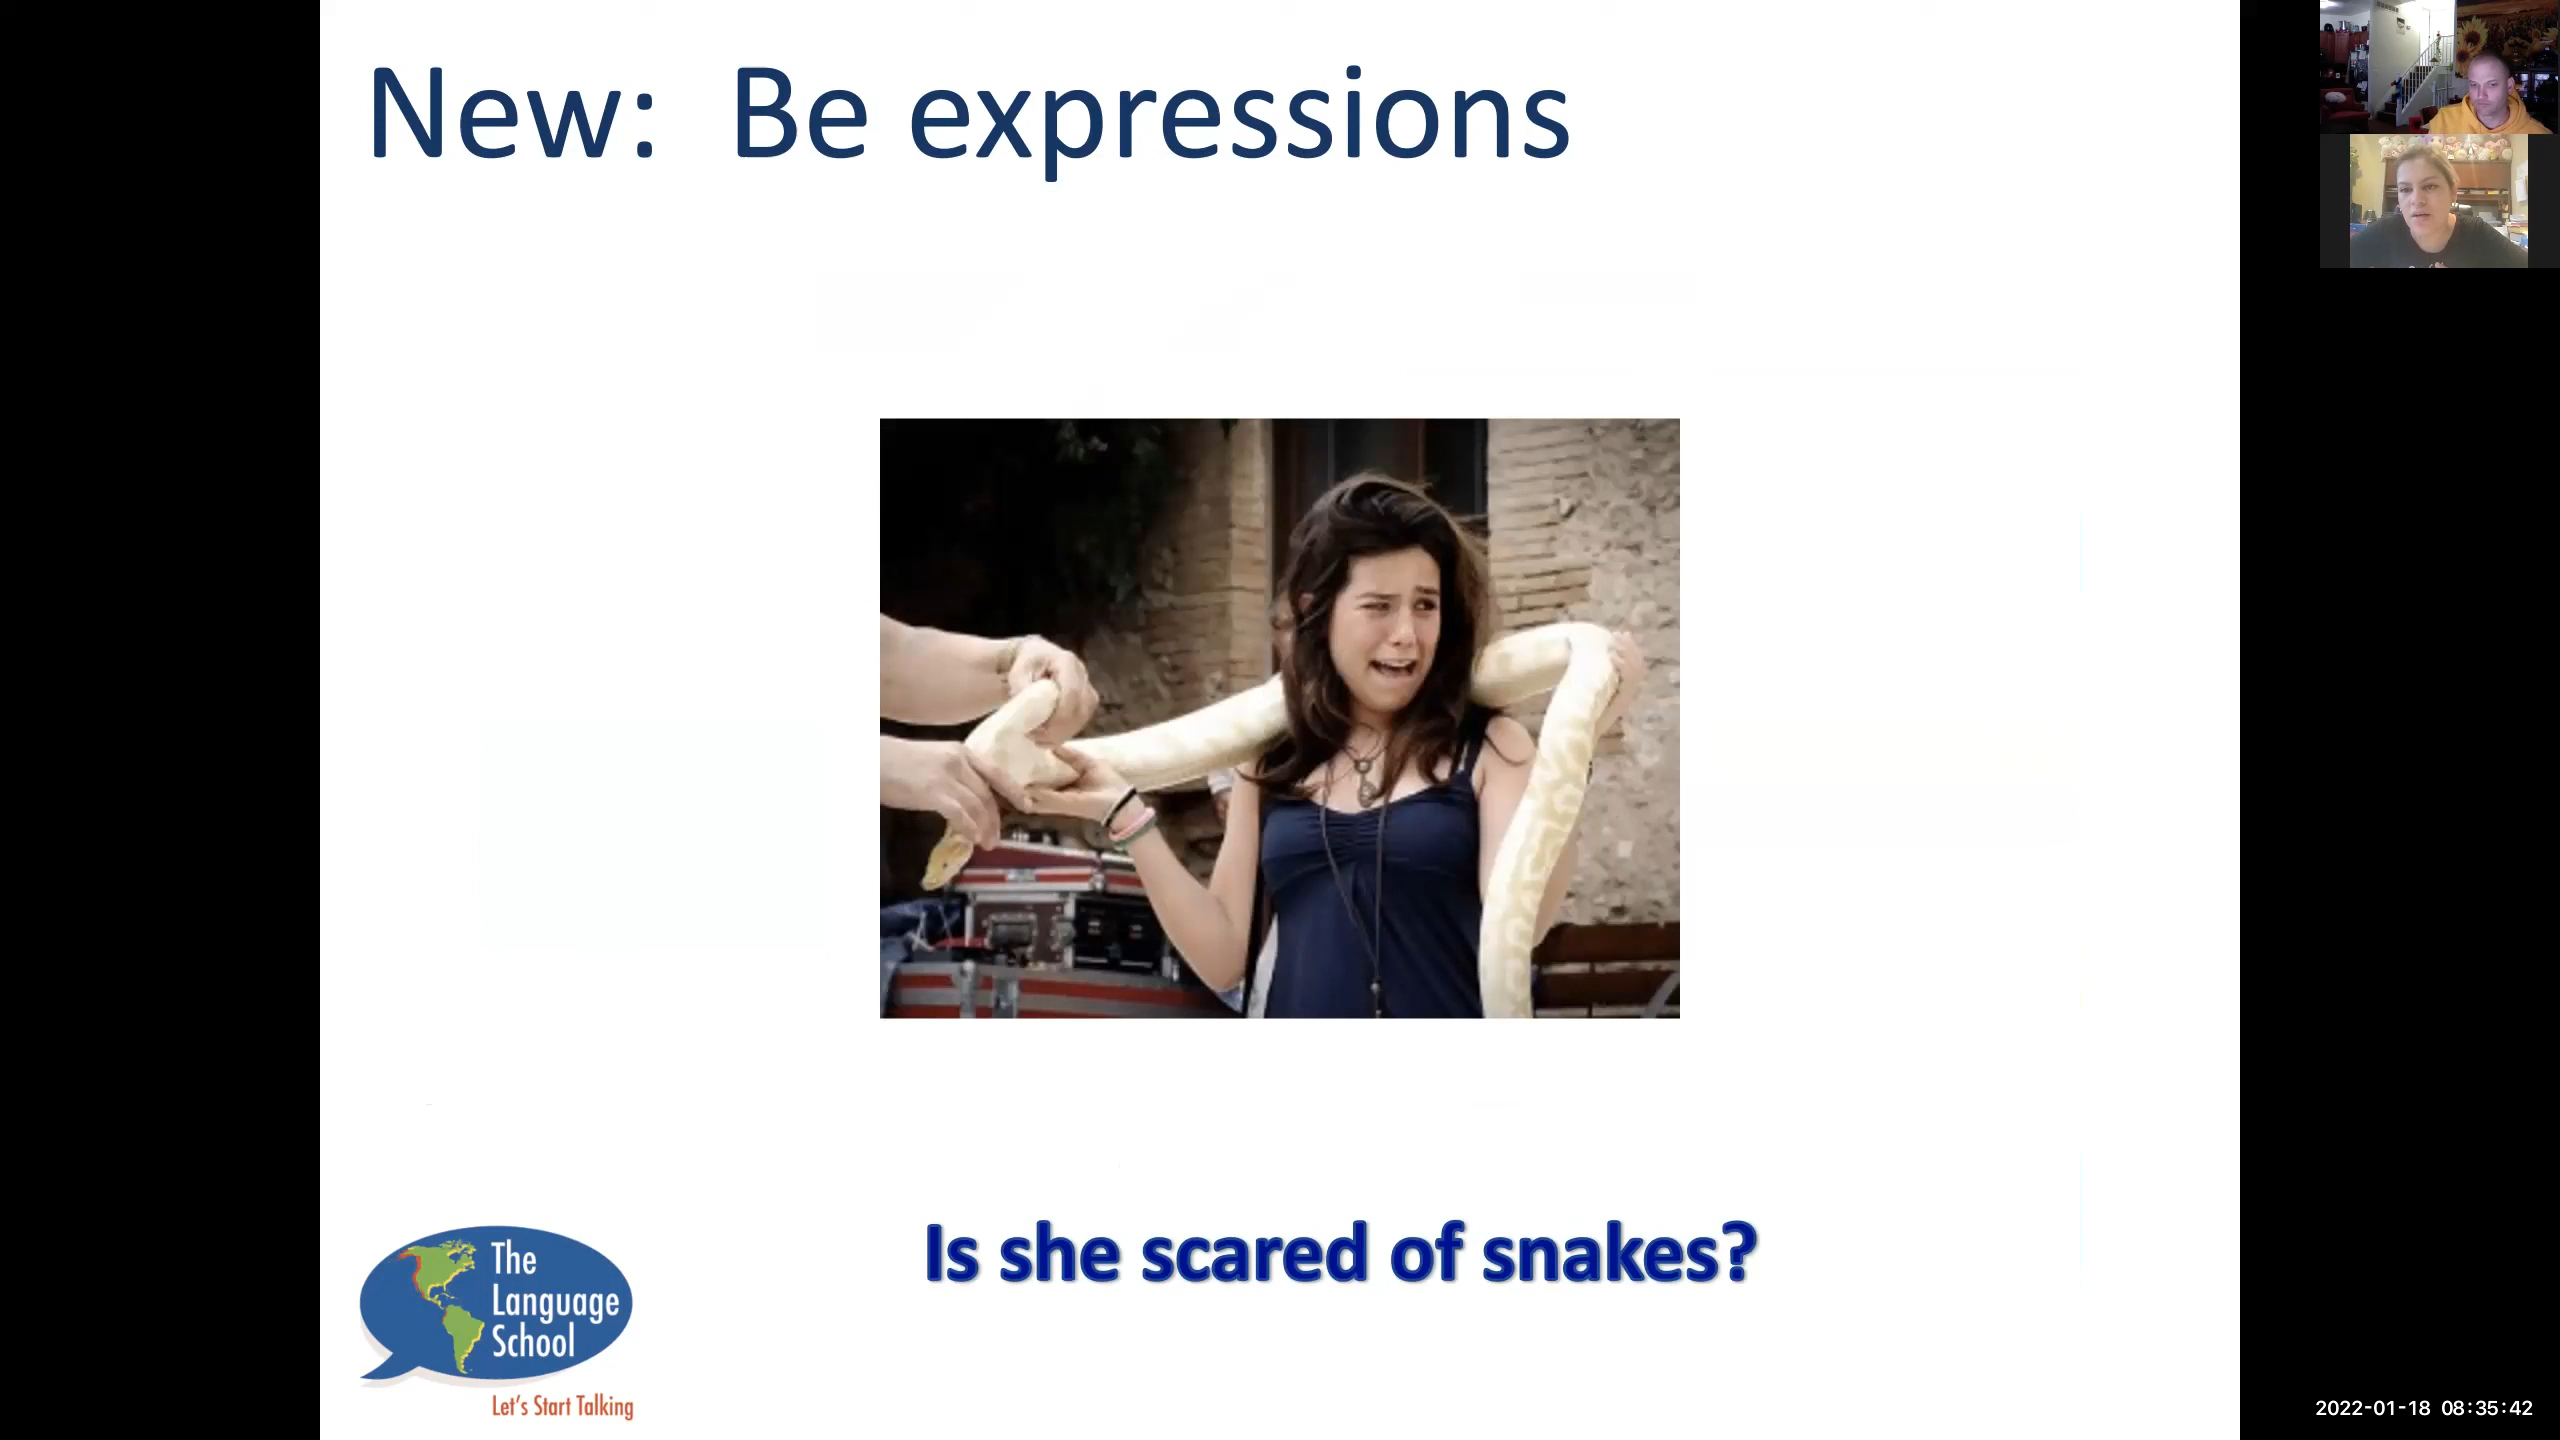 New: Be expressions
Is she scared of snakes?
The
Language
School
Let's Start Talking
2022-01-18 08:35:42